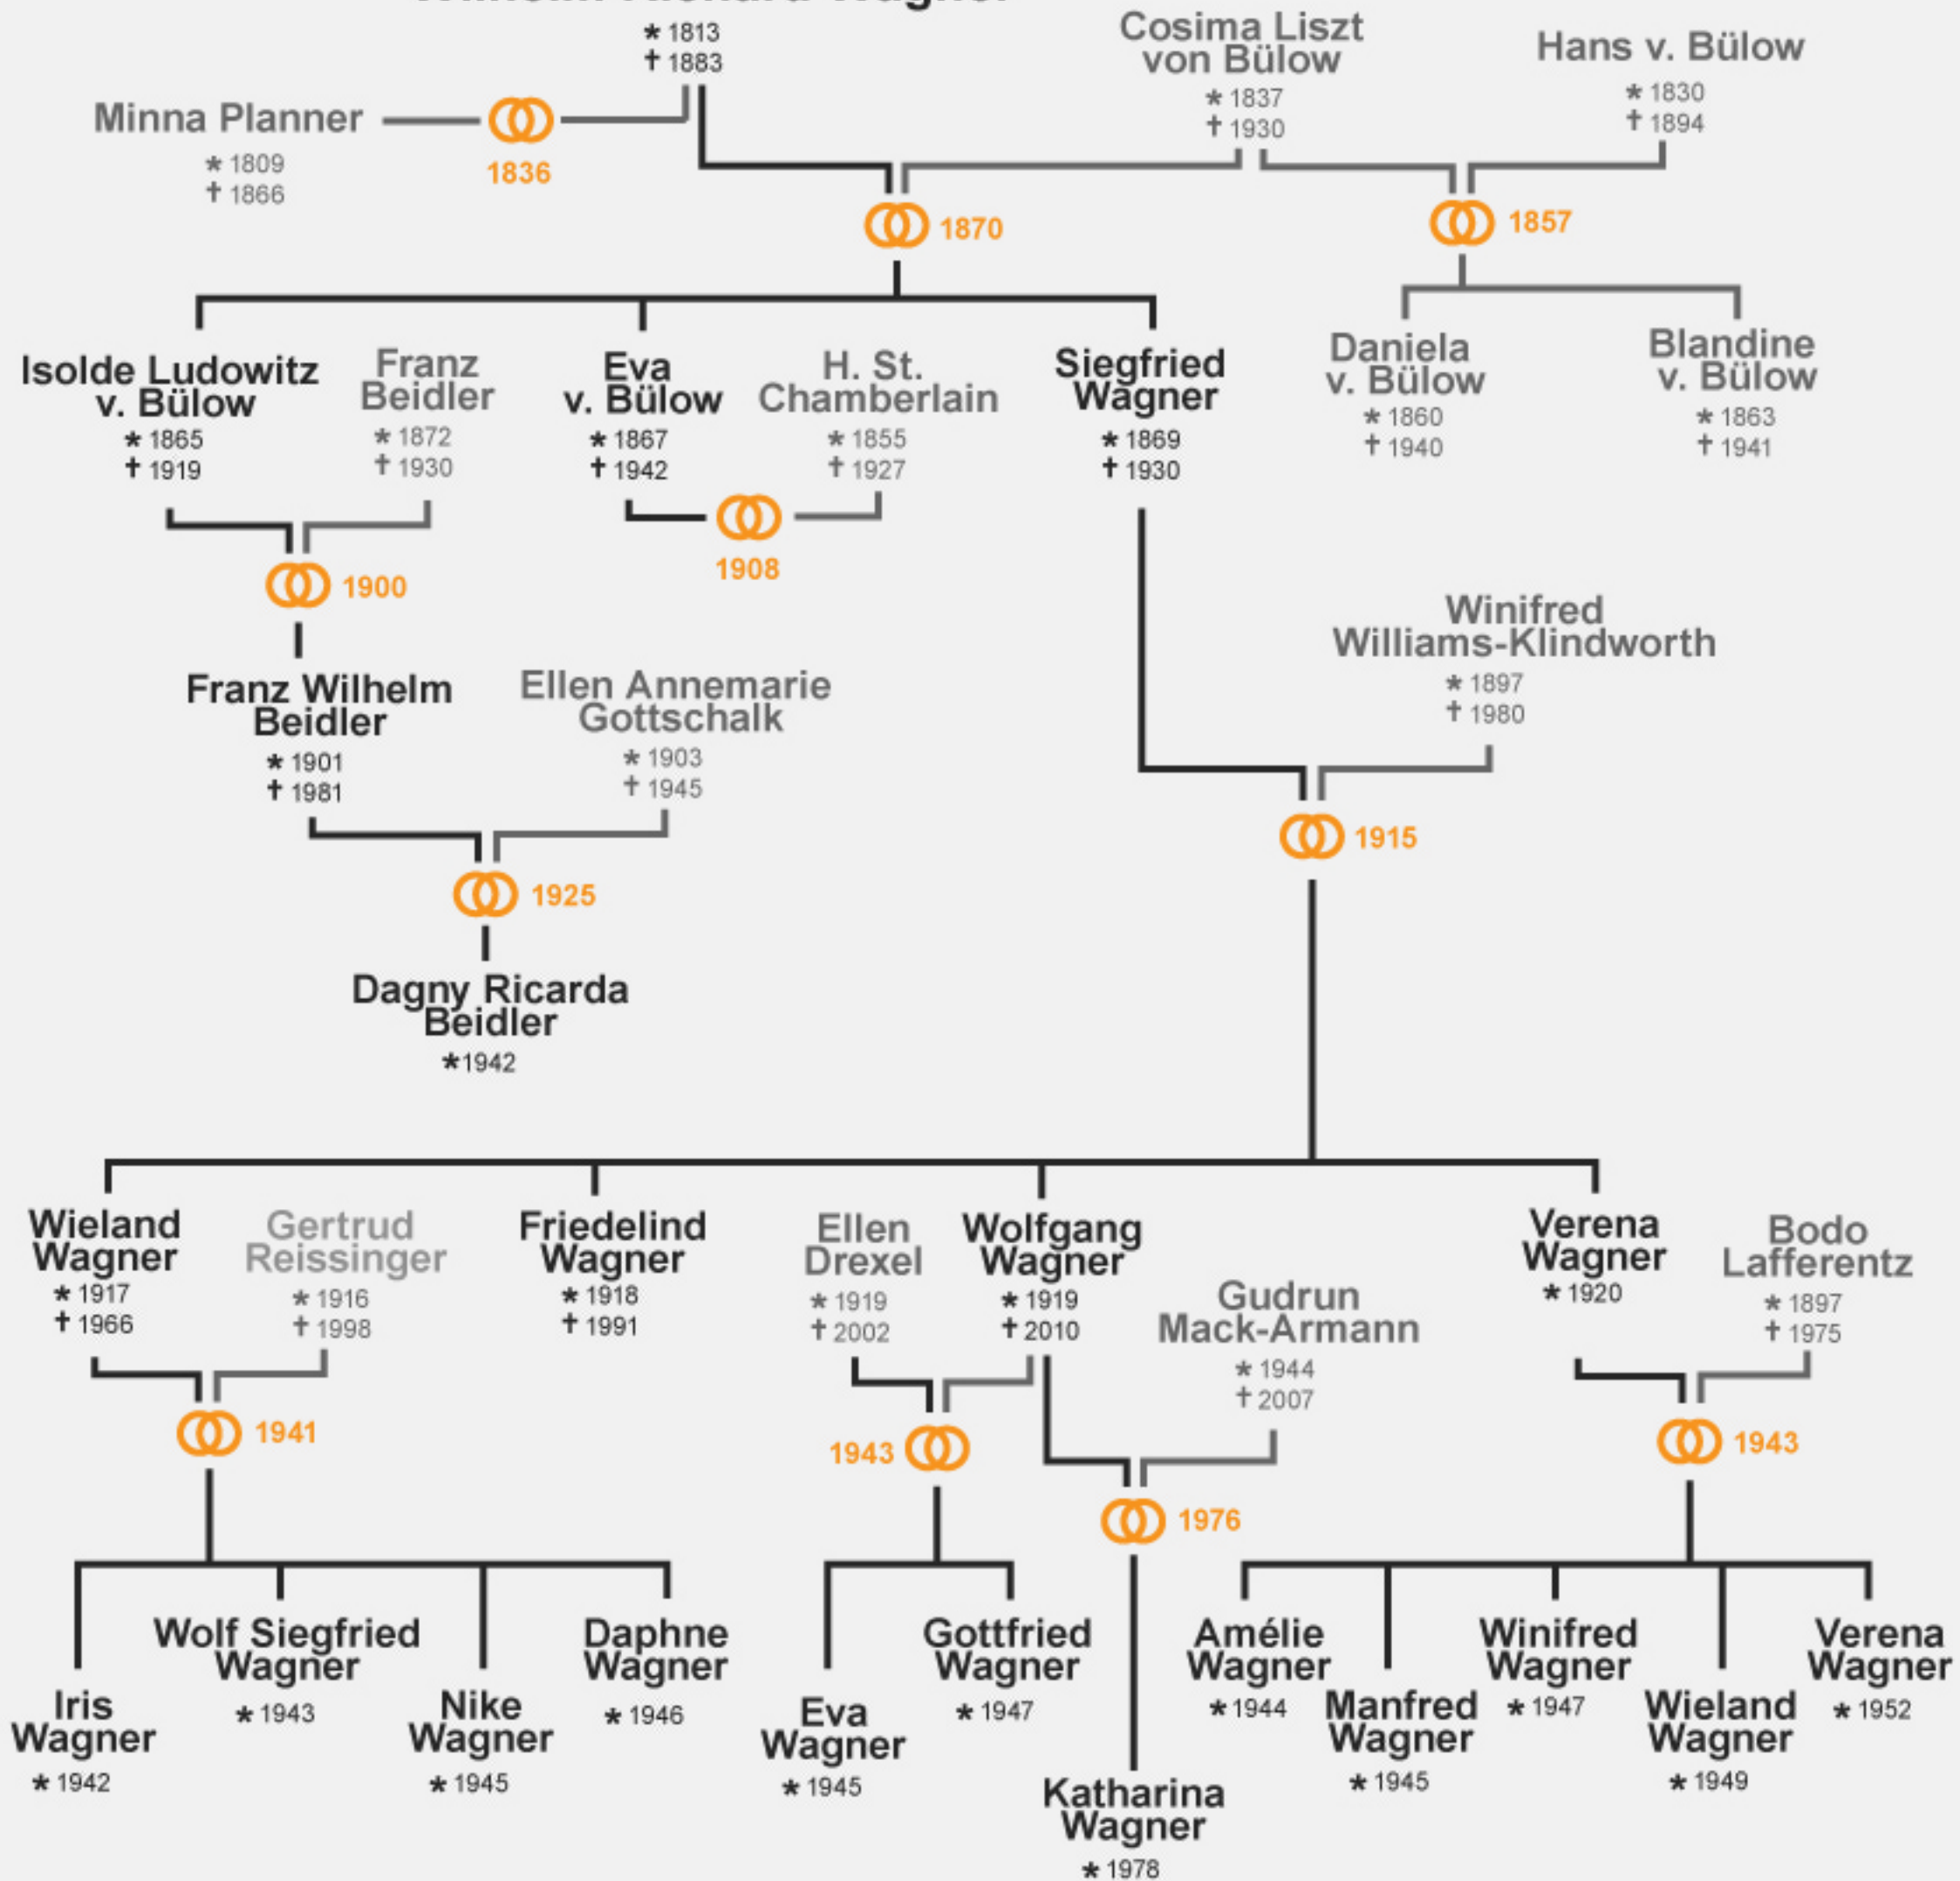 Wilhelm Richard Wagner
* 1813
† 1883
Cosima Liszt
von Bülow
* 1837
† 1930
Hans v. Bülow
* 1830
† 1894
Minna Planner
* 1809
† 1866
1836
1870
1857
Isolde Ludowitz
v. Bülow
* 1865
† 1919
Franz
Beidler
* 1872
† 1930
Eva
v. Bülow
* 1867
† 1942
H. St.
Chamberlain
* 1855
† 1927
Siegfried
Wagner
* 1869
† 1930
Daniela
v. Bülow
* 1860
† 1940
Blandine
v. Bülow
* 1863
† 1941
1900
1908
Franz Wilhelm
Beidler
* 1901
† 1981
Ellen Annemarie
Gottschalk
* 1903
† 1945
Winifred
Williams-Klindworth
* 1897
† 1980
1915
1925
Dagny Ricarda
Beidler
*1942
Wieland
Wagner
* 1917
† 1966
Gertrud
Reissinger
* 1916
† 1998
Friedelind
Wagner
* 1918
† 1991
Ellen
Drexel
* 1919
† 2002
Wolfgang
Wagner
* 1919
† 2010
Gudrun
Mack-Armann
* 1944
† 2007
Verena
Wagner
* 1920
Bodo
Lafferentz
* 1897
† 1975
1941
1943
1976
1943
Iris
Wagner
* 1942
Wolf Siegfried
Wagner
* 1943
Nike
Wagner
* 1945
Daphne
Wagner
* 1946
Eva
Wagner
* 1945
Gottfried
Wagner
* 1947
Katharina
Wagner
* 1978
Amélie
Wagner
* 1944
Manfred
Wagner
* 1945
Winifred
Wagner
* 1947
Wieland
Wagner
* 1949
Verena
Wagner
* 1952